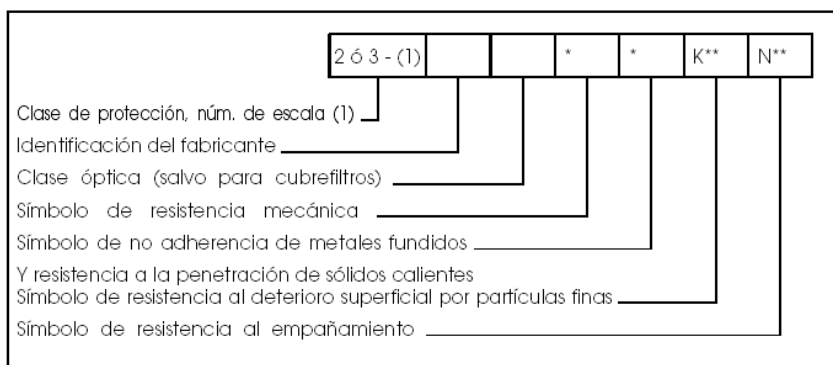 2 ó 3 - (1) * * K** N**
Clase de protección, núm. de escala (1)
Identificación del fabricante
Clase óptica (salvo para cubrefiltros)
Símbolo de resistencia mecánica
Símbolo de no adherencia de metales fundidos
Y resistencia a la penetración de sólidos calientes
Símbolo de resistencia al deterioro superficial por partículas finas
Símbolo de resistencia al empañamiento